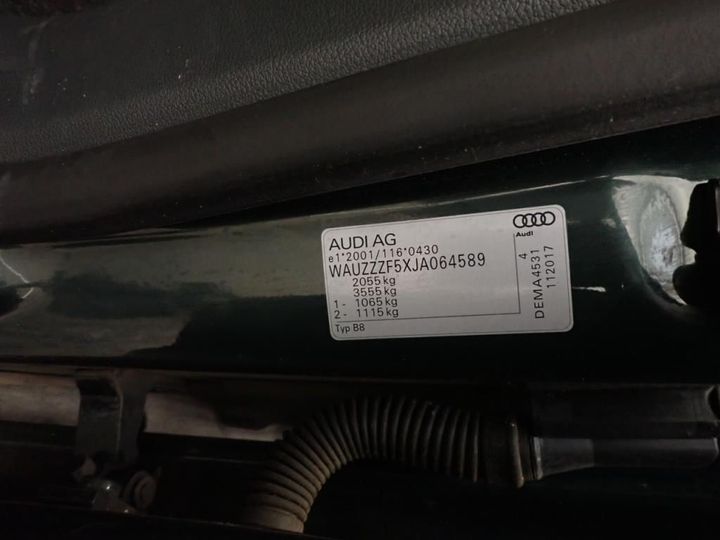 AUDI AG
e1*2001/116*0430
WAUZZZF5XJA064589
2055kg
3555kg
1- 1065kg
2- 1115kg
Typ B8
Audi
4
DEMA4531
112017